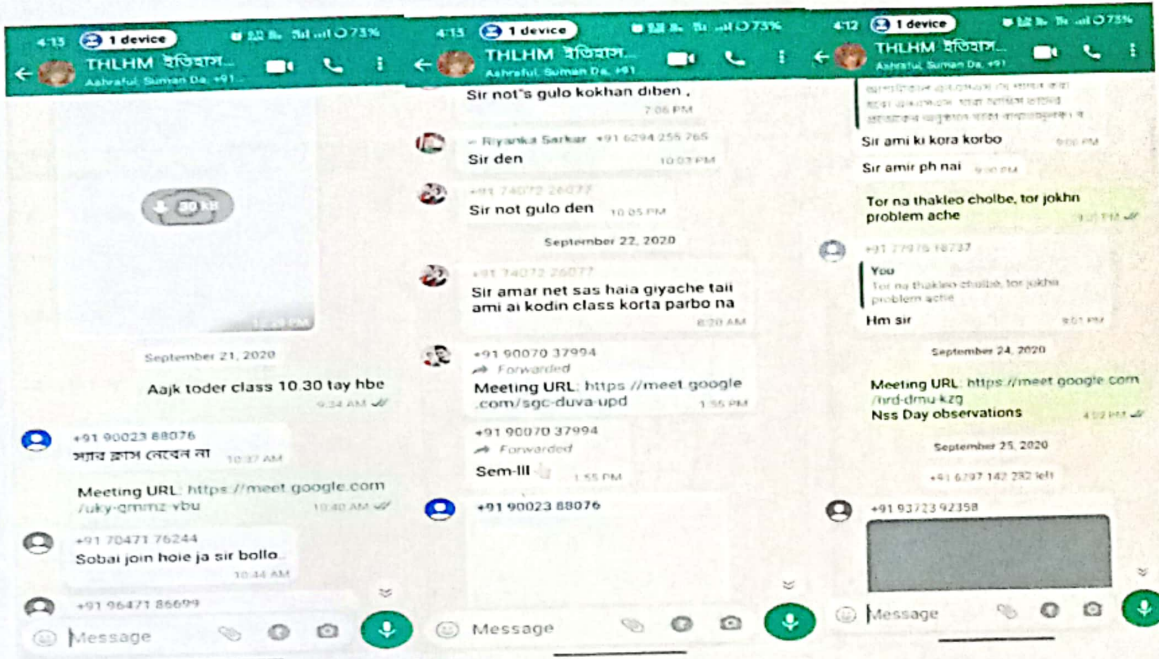 4:13
1 device
73%
THLHM ইতিহাস...
Ashraful, Suman Da, +91...
30 kB
September 21, 2020
Aajk toder class 10.30 tay hbe
9:34 AM
+91 90023 88076
স্যার ক্লাস নেবেন না
10:37 AM
Meeting URL: https://meet.google.com
/uky-qmmz-vbu
10:40 AM
+91 70471 76244
Sobai join hoie ja sir bollo..
10:44 AM
+91 96471 86699
Message
4:13
1 device
73%
THLHM ইতিহাস...
Ashraful, Suman Da, +91
Sir not"s gulo kokhan diben ,
7:06 PM
~ Riyanka Sarkar +91 6294 255 765
Sir den
10:03 PM
+91 74072 26077
Sir not gulo den
10:05 PM
September 22, 2020
+91 74072 26077
Sir amar net sas haia giyache taii
ami ai kodin class korta parbo na
8:20 AM
+91 90070 37994
Forwarded
Meeting URL: https://meet.google
.com/sgc-duva-upd
1:55 PM
+91 90070 37994
Forwarded
Sem-III
1:55 PM
+91 90023 88076
Message
4:12
1 device
73%
THLHM ইতিহাস...
Ashraful, Suman Da, +91
Sir ami ki kora korbo
Sir amir ph nai
Tor na thakleo cholbe, tor jokhn
problem ache
+91 77975 18737
You
Tor na thakleo cholbe, tor jokhn
problem ache
Hm sir
9:01 PM
September 24, 2020
Meeting URL: https://meet.google.com
/hrd-dmu-kzg
Nss Day observations
September 25, 2020
+91 6297 142 282 left
+91 93723 92358
Message